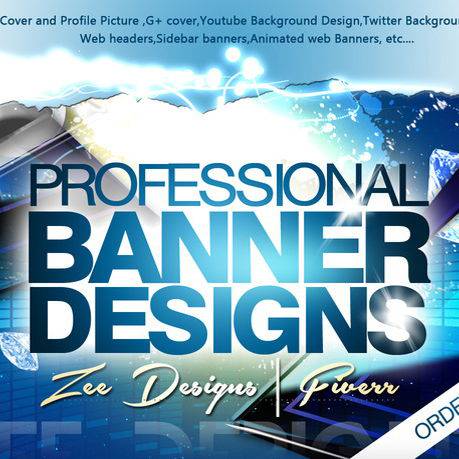 Cover and Profile Picture ,G+ cover,Youtube Background Design,Twitter Backgrou
Web headers,Sidebar banners,Animated web Banners, etc....
PROFESSIONAL
BANNER
DESIGNS
Zee Designs | Fiverr
ORDE